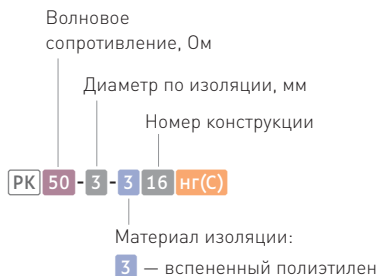 Волновое
сопротивление, Ом
Диаметр по изоляции, мм
Номер конструкции
РК 50 - 3 - 3 16 нг(С)
Материал изоляции:
3 — вспененный полиэтилен